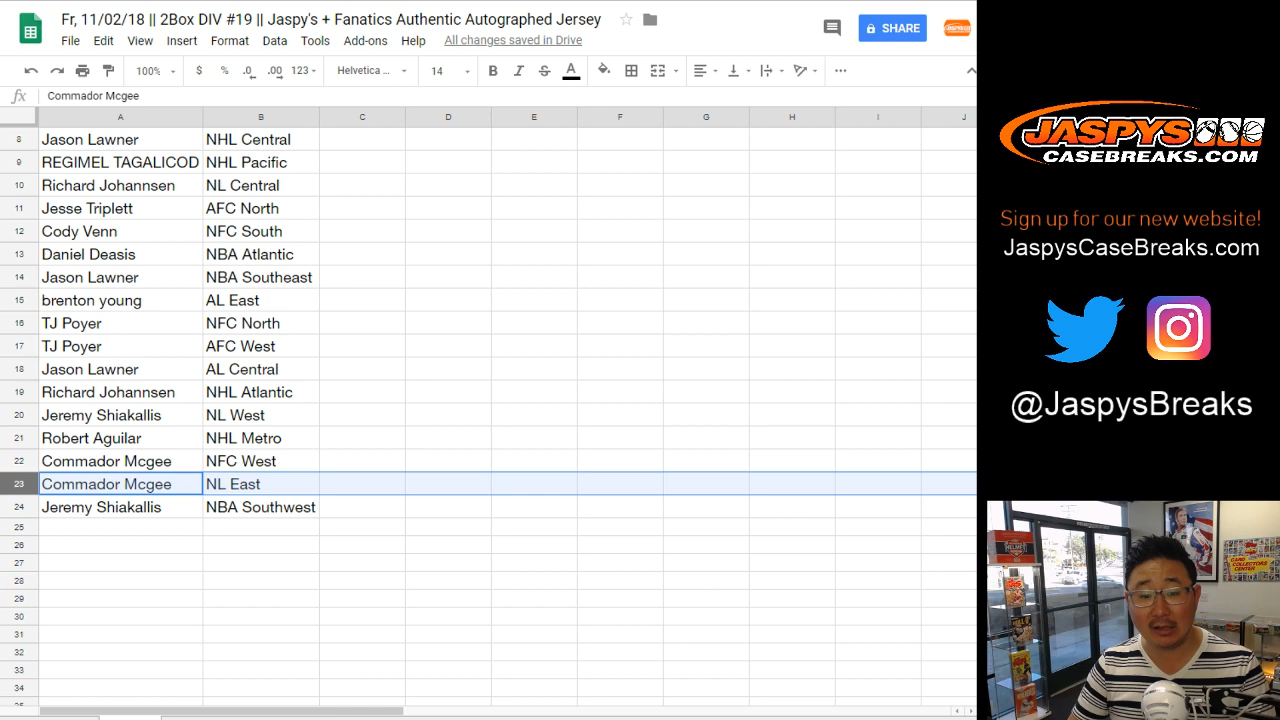 Fr, 11/02/18 || 2Box DIV #19 || Jaspy's + Fanatics Authentic Autographed Jersey
File Edit View Insert Format Data Tools Add-ons Help All changes saved in Drive
SHARE
100% $ % .0 .00 123 Helvetica ... 14 B I S A
fx Commador Mcgee
A B C D E F G H I J
8 Jason Lawner NHL Central
9 REGIMEL TAGALICOD NHL Pacific
10 Richard Johannsen NL Central
11 Jesse Triplett AFC North
12 Cody Venn NFC South
13 Daniel Deasis NBA Atlantic
14 Jason Lawner NBA Southeast
15 brenton young AL East
16 TJ Poyer NFC North
17 TJ Poyer AFC West
18 Jason Lawner AL Central
19 Richard Johannsen NHL Atlantic
20 Jeremy Shiakallis NL West
21 Robert Aguilar NHL Metro
22 Commador Mcgee NFC West
23 Commador Mcgee NL East
24 Jeremy Shiakallis NBA Southwest
25
26
27
28
29
30
31
32
33
34
JASPYS
CASEBREAKS.COM
Sign up for our new website!
JaspysCaseBreaks.com
@JaspysBreaks
HELMET
CARD
COLLECTORS
CENTER